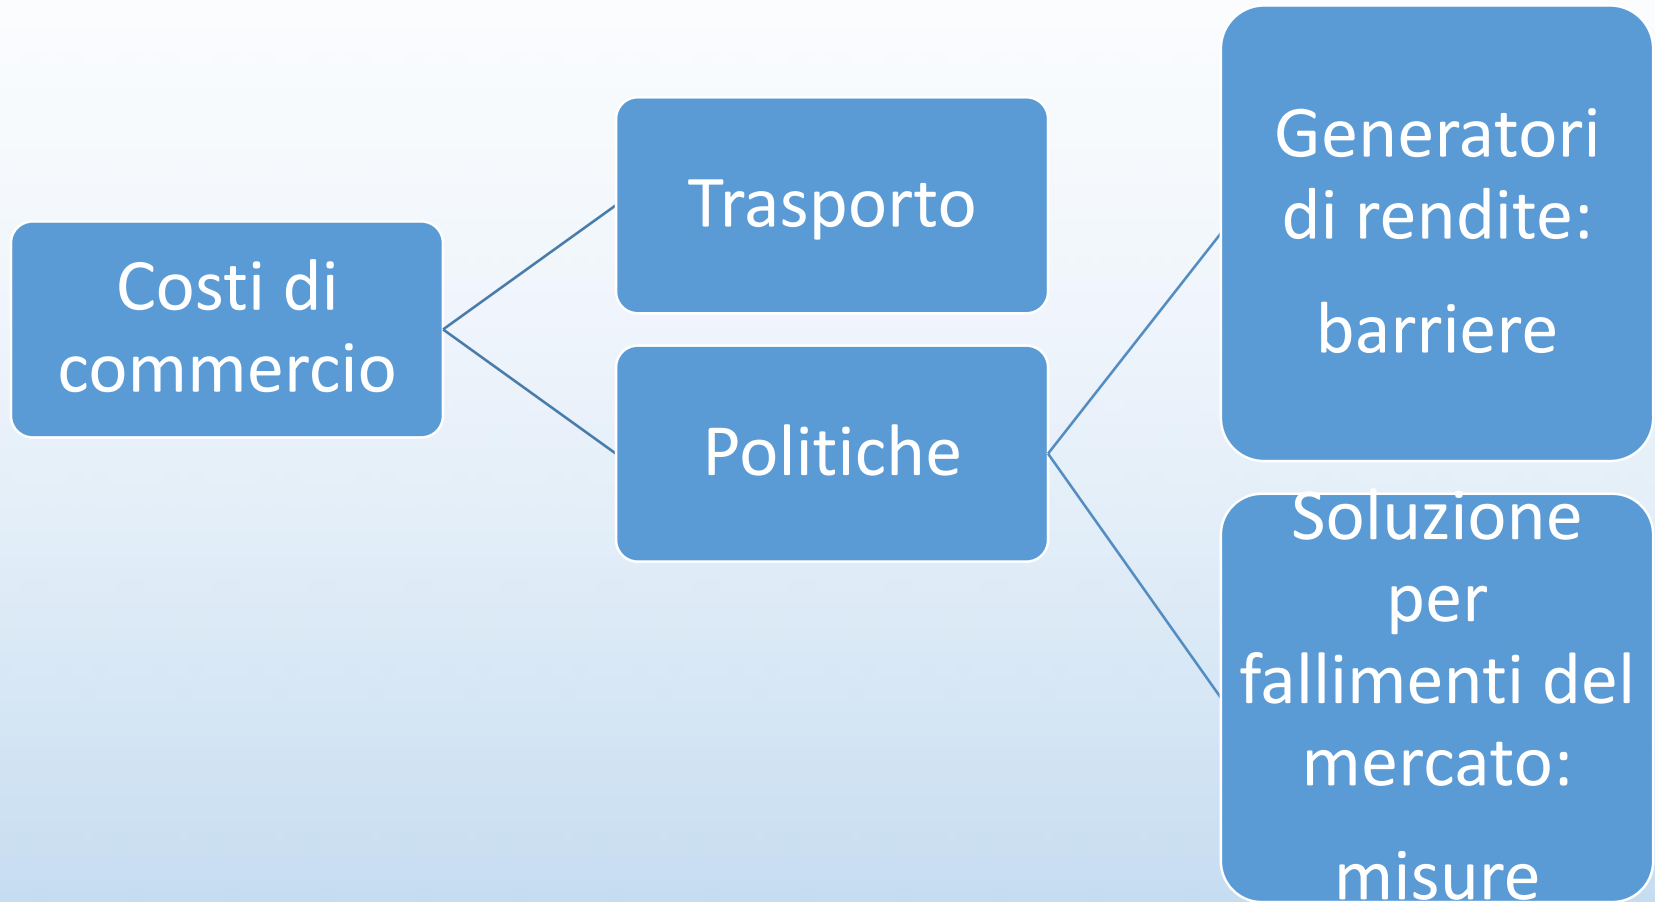 Costi di
commercio
Trasporto
Politiche
Generatori
di rendite:
barriere
Soluzione
per
fallimenti del
mercato:
misure